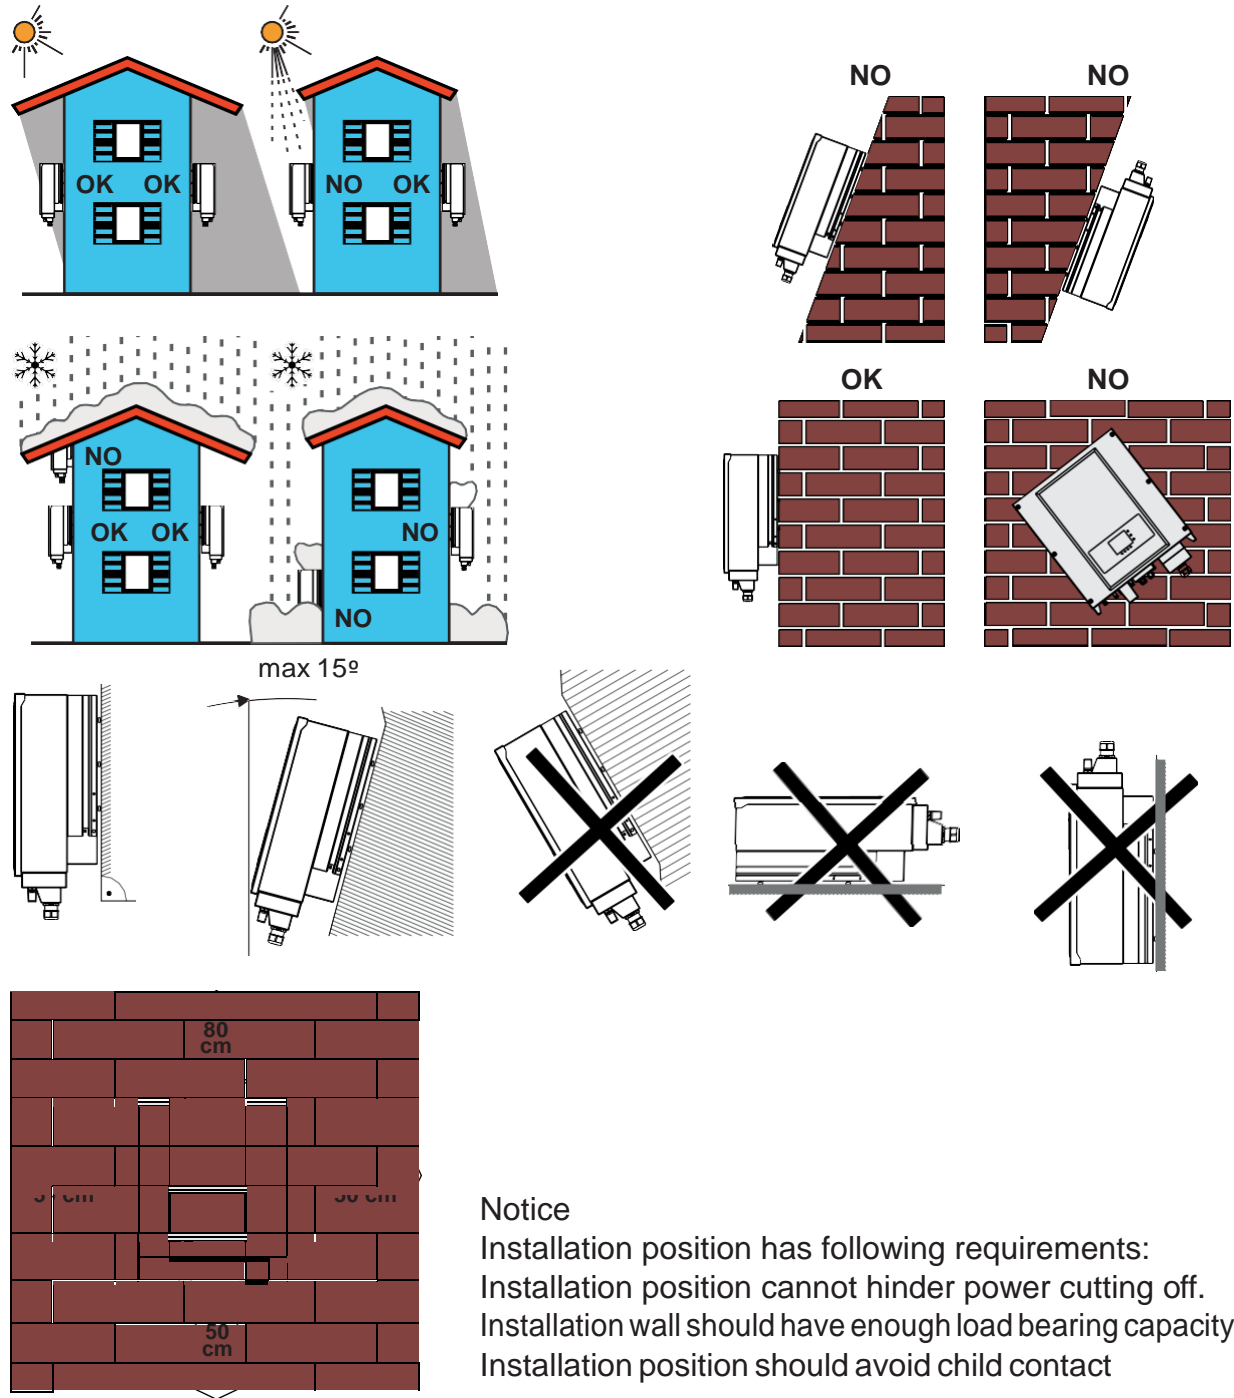 NO NO
OK OK NO OK
OK NO
NO
OK OK NO
NO
max 15º
80
cm
cm
cm
50
cm
Notice
Installation position has following requirements:
Installation position cannot hinder power cutting off.
Installation wall should have enough load bearing capacity
Installation position should avoid child contact